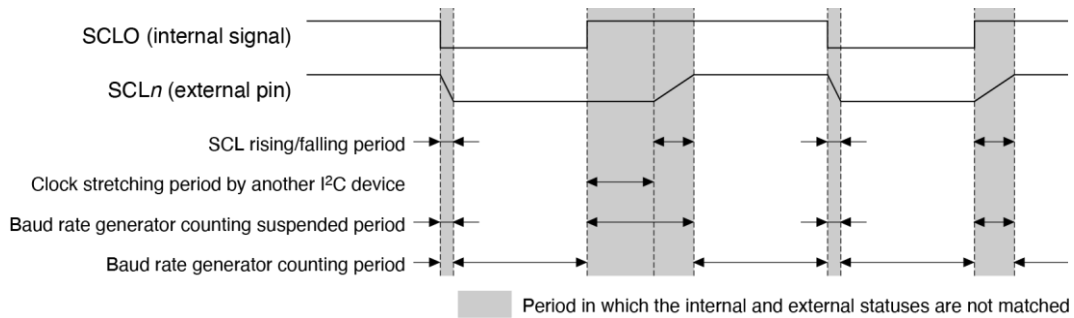 SCLO (internal signal)
SCLn (external pin)
SCL rising/falling period
Clock stretching period by another I²C device
Baud rate generator counting suspended period
Baud rate generator counting period
Period in which the internal and external statuses are not matched